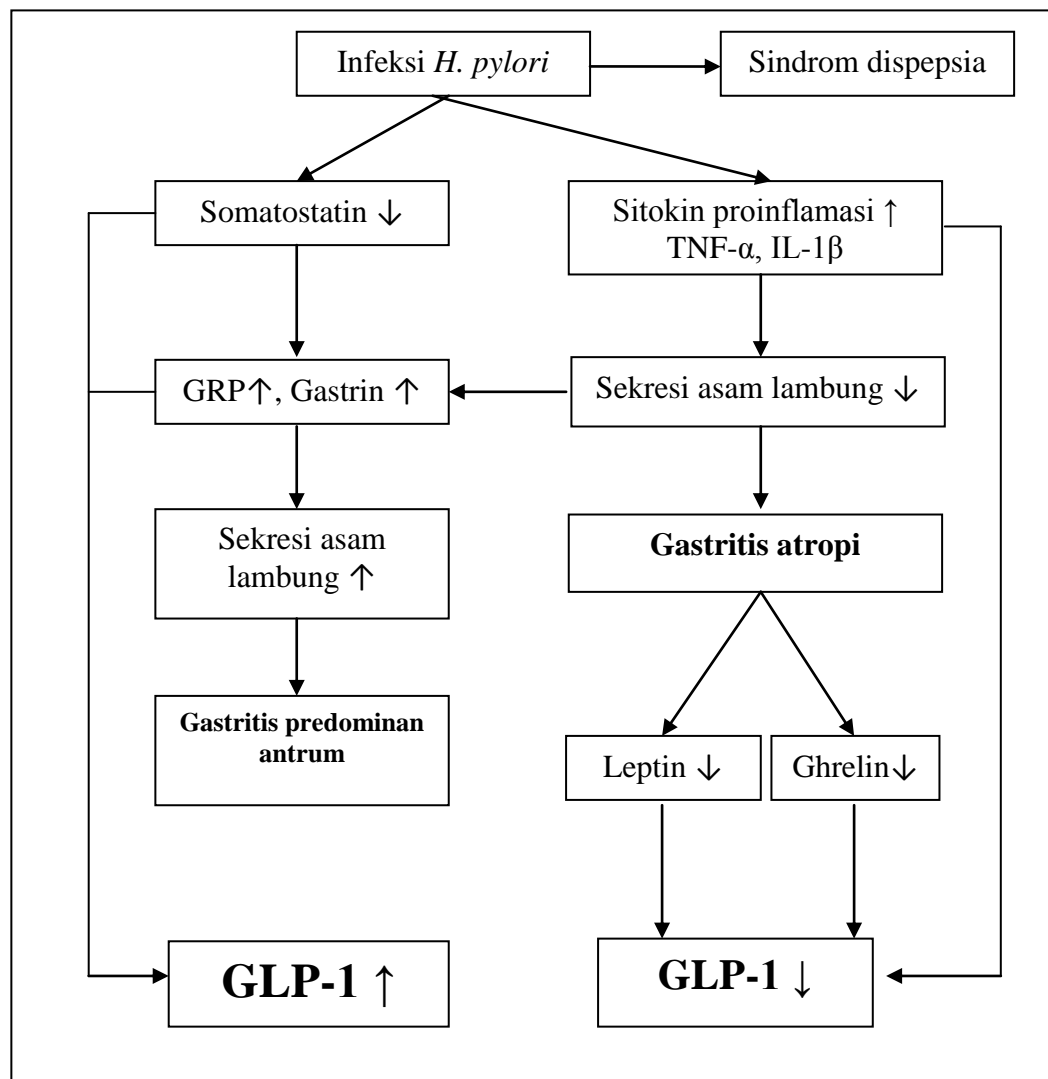 Infeksi H. pylori
Sindrom dispepsia
Somatostatin ↓
Sitokin proinflamasi ↑
TNF-α, IL-1β
GRP↑, Gastrin ↑
Sekresi asam lambung ↓
Sekresi asam
lambung ↑
Gastritis atropi
Gastritis predominan
antrum
Leptin ↓
Ghrelin↓
GLP-1 ↑
GLP-1 ↓